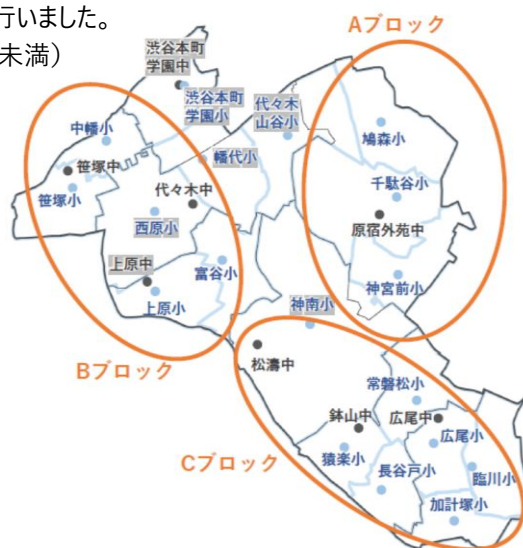 行いました。
未満）
Aブロック
渋谷本町
学園中
渋谷本町
学園小
代々木
山谷小
中幡小
鳩森小
幡代小
笹塚中
千駄谷小
笹塚小
代々木中
西原小
原宿外苑中
上原中
富谷小
神宮前小
上原小
神南小
Bブロック
松濤中
常磐松小
鉢山中
広尾中
広尾小
猿楽小
Cブロック
長谷戸小
臨川小
加計塚小